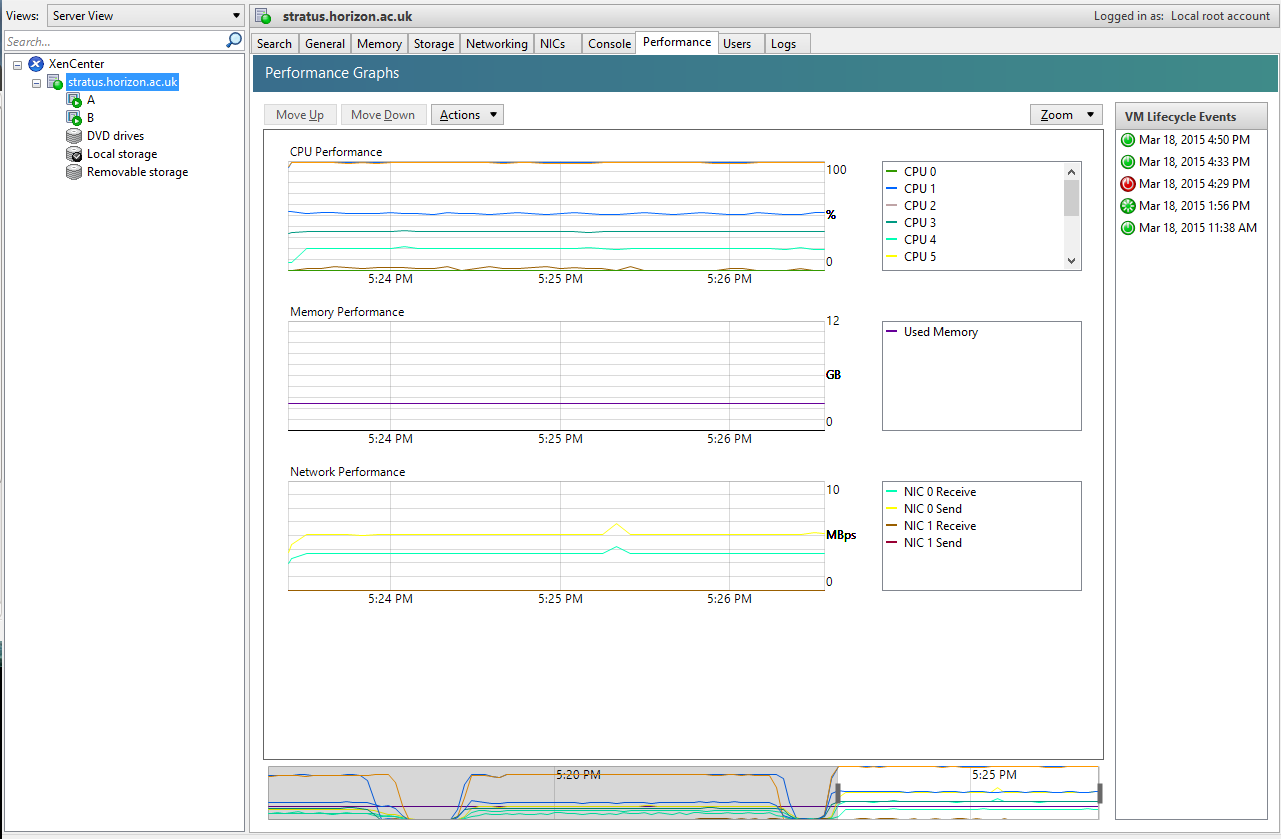 Views: Server View
Search...
XenCenter
stratus.horizon.ac.uk
A
B
DVD drives
Local storage
Removable storage
stratus.horizon.ac.uk
Logged in as: Local root account
Search General Memory Storage Networking NICs Console Performance Users Logs
Performance Graphs
Move Up Move Down Actions Zoom
CPU Performance
100
%
0
5:24 PM 5:25 PM 5:26 PM
CPU 0
CPU 1
CPU 2
CPU 3
CPU 4
CPU 5
Memory Performance
12
GB
0
5:24 PM 5:25 PM 5:26 PM
Used Memory
Network Performance
10
MBps
0
5:24 PM 5:25 PM 5:26 PM
NIC 0 Receive
NIC 0 Send
NIC 1 Receive
NIC 1 Send
5:20 PM 5:25 PM
VM Lifecycle Events
Mar 18, 2015 4:50 PM
Mar 18, 2015 4:33 PM
Mar 18, 2015 4:29 PM
Mar 18, 2015 1:56 PM
Mar 18, 2015 11:38 AM